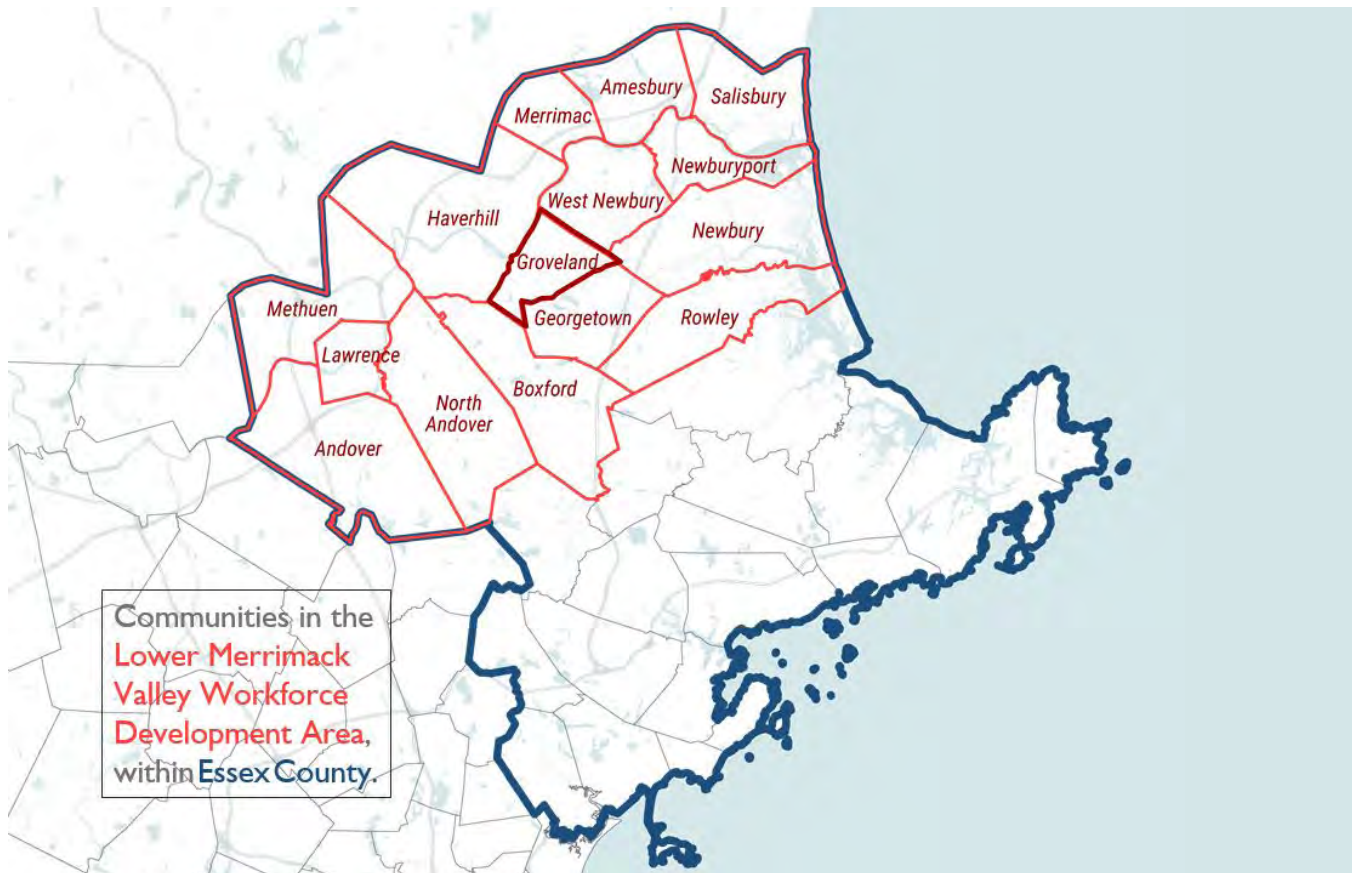 Amesbury
Salisbury
Merrimac
Newburyport
West Newbury
Haverhill
Newbury
Groveland
Methuen
Georgetown
Rowley
Lawrence
Boxford
North
Andover
Andover
Communities in the
Lower Merrimack
Valley Workforce
Development Area,
within Essex County.